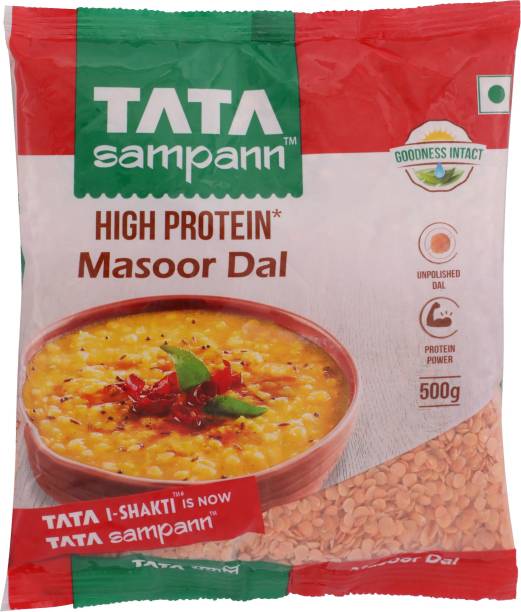 TATA
sampann™
HIGH PROTEIN*
Masoor Dal
GOODNESS INTACT
UNPOLISHED
DAL
PROTEIN
POWER
500g
TATA I-SHAKTI™* IS NOW
TATA sampann™
TATA
Masoor Dal